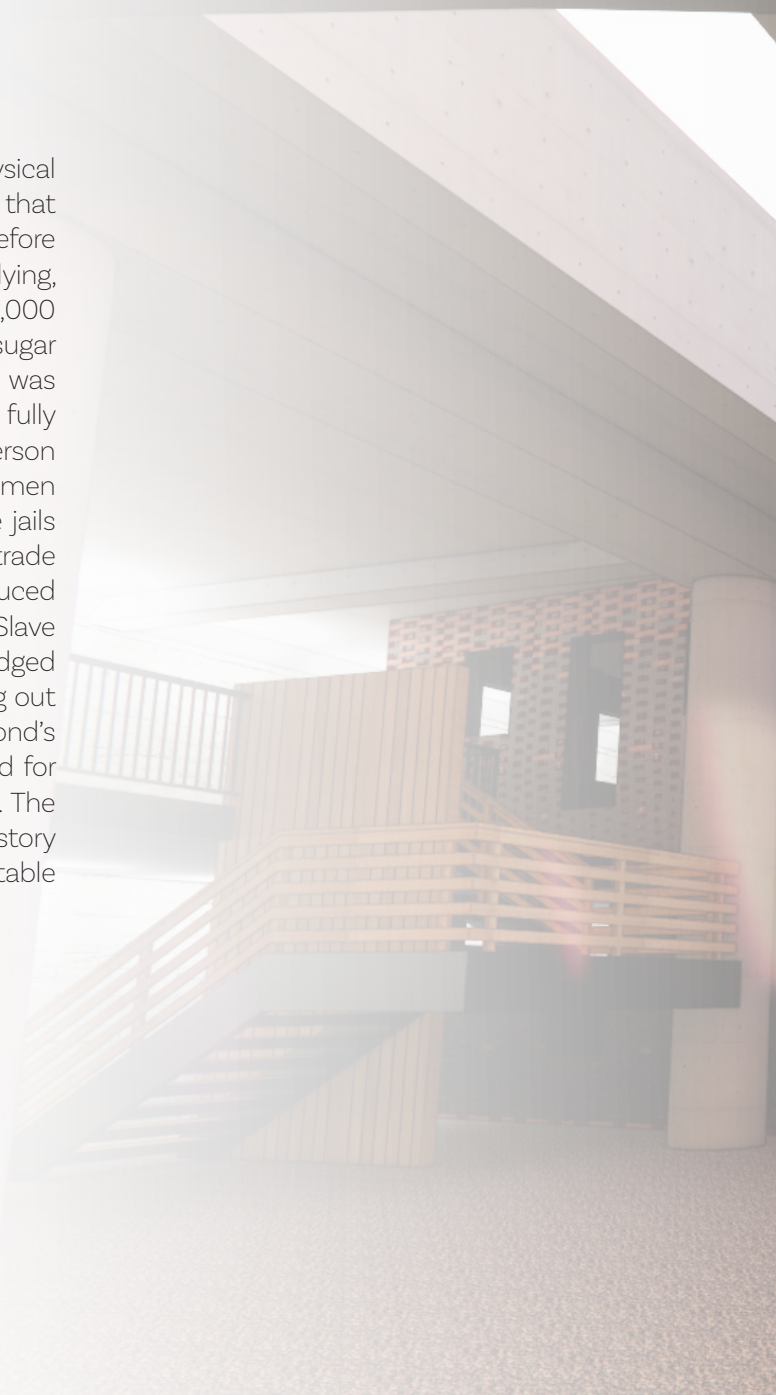 ysical
that
efore
lying,
,000
sugar
was
fully
erson
men
e jails
trade
uced
Slave
dged
g out
ond's
d for
. The
story
table